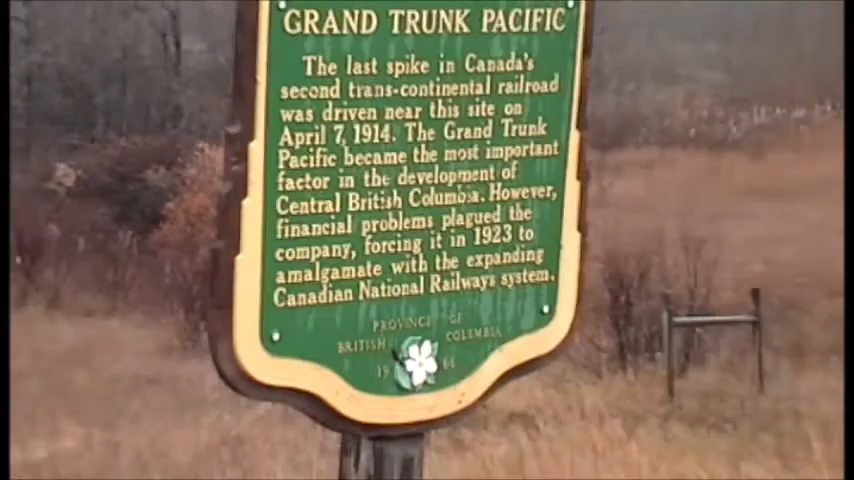 GRAND TRUNK PACIFIC
The last spike in Canada's
second trans-continental railroad
was driven near this site on
April 7, 1914. The Grand Trunk
Pacific became the most important
factor in the development of
Central British Columbia. However,
financial problems plagued the
company, forcing it in 1923 to
amalgamate with the expanding
Canadian National Railways system.
PROVINCE OF
BRITISH COLUMBIA
19 66